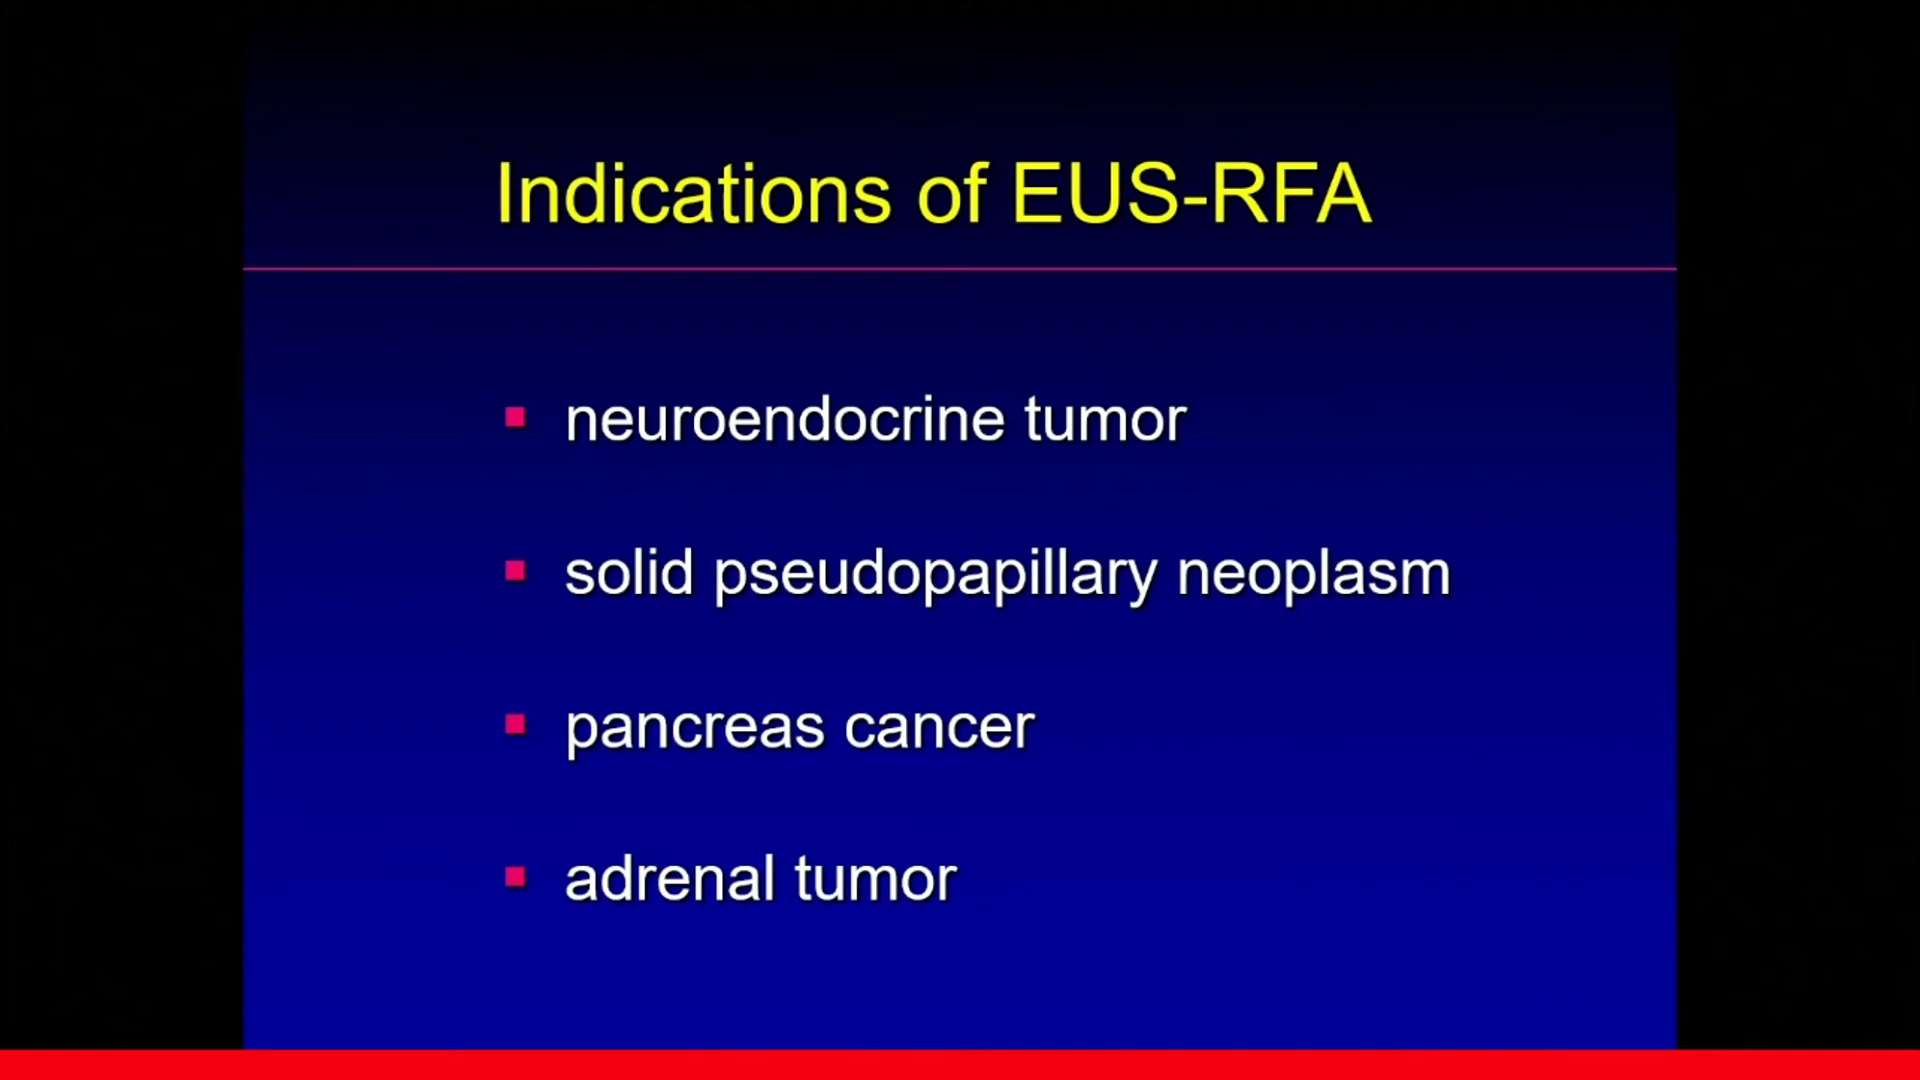 Indications of EUS-RFA
neuroendocrine tumor
solid pseudopapillary neoplasm
pancreas cancer
adrenal tumor